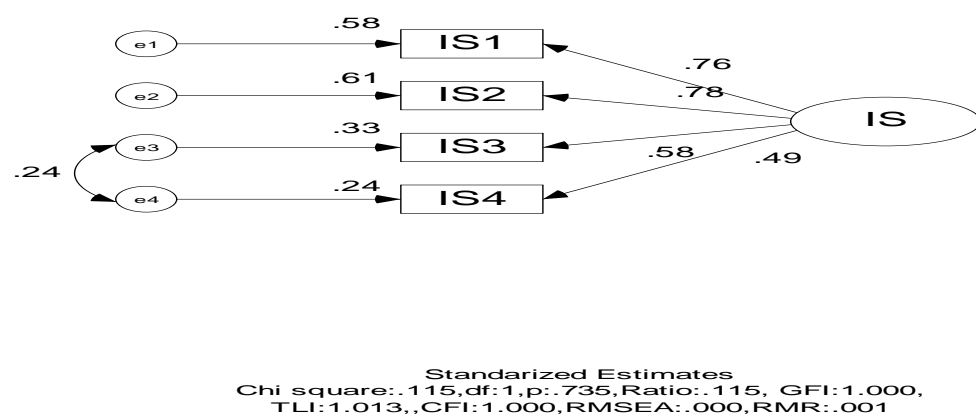 .58
e1
IS1
.76
.61
e2
IS2
.78
IS
.33
e3
IS3
.58
.49
.24
.24
e4
IS4
Standarized Estimates
Chi square:.115,df:1,p:.735,Ratio:.115, GFI:1.000,
TLI:1.013,,CFI:1.000,RMSEA:.000,RMR:.001